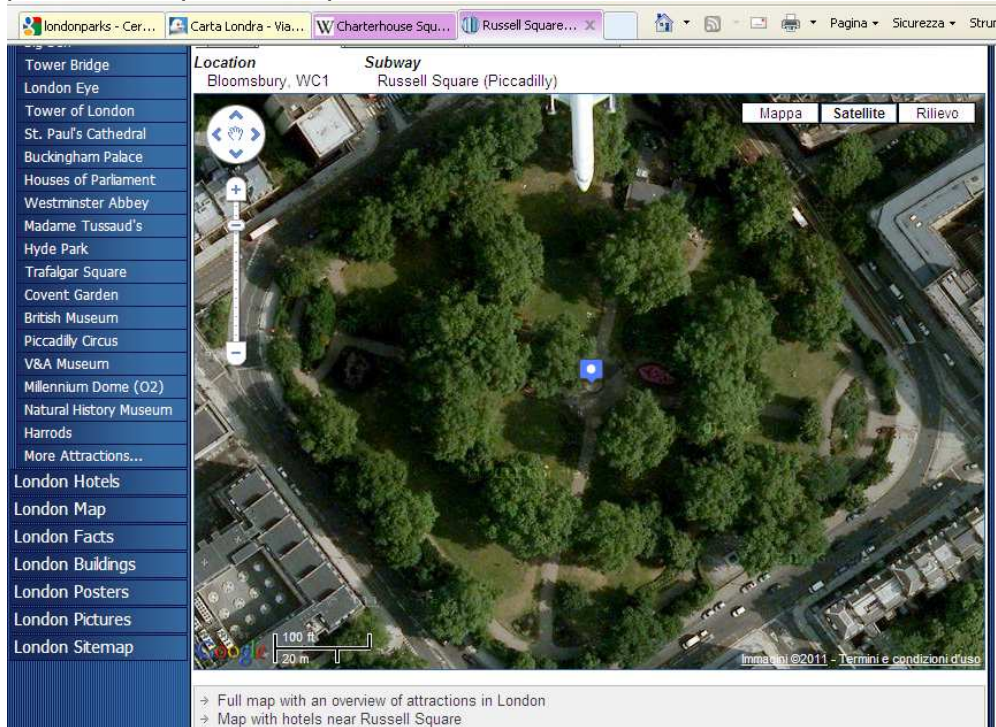 londonparks - Cer...
Carta Londra - Via...
W Charterhouse Squ...
Russell Square...
Pagina
Sicurezza
Strun
Tower Bridge
London Eye
Tower of London
St. Paul's Cathedral
Buckingham Palace
Houses of Parliament
Westminster Abbey
Madame Tussaud's
Hyde Park
Trafalgar Square
Covent Garden
British Museum
Piccadilly Circus
V&A Museum
Millennium Dome (O2)
Natural History Museum
Harrods
More Attractions...
London Hotels
London Map
London Facts
London Buildings
London Posters
London Pictures
London Sitemap
Location Subway
Bloomsbury, WC1 Russell Square (Piccadilly)
Mappa Satellite Rilievo
100 ft
20 m
Google
Immagini ©2011 - Termini e condizioni d'uso
Full map with an overview of attractions in London
Map with hotels near Russell Square